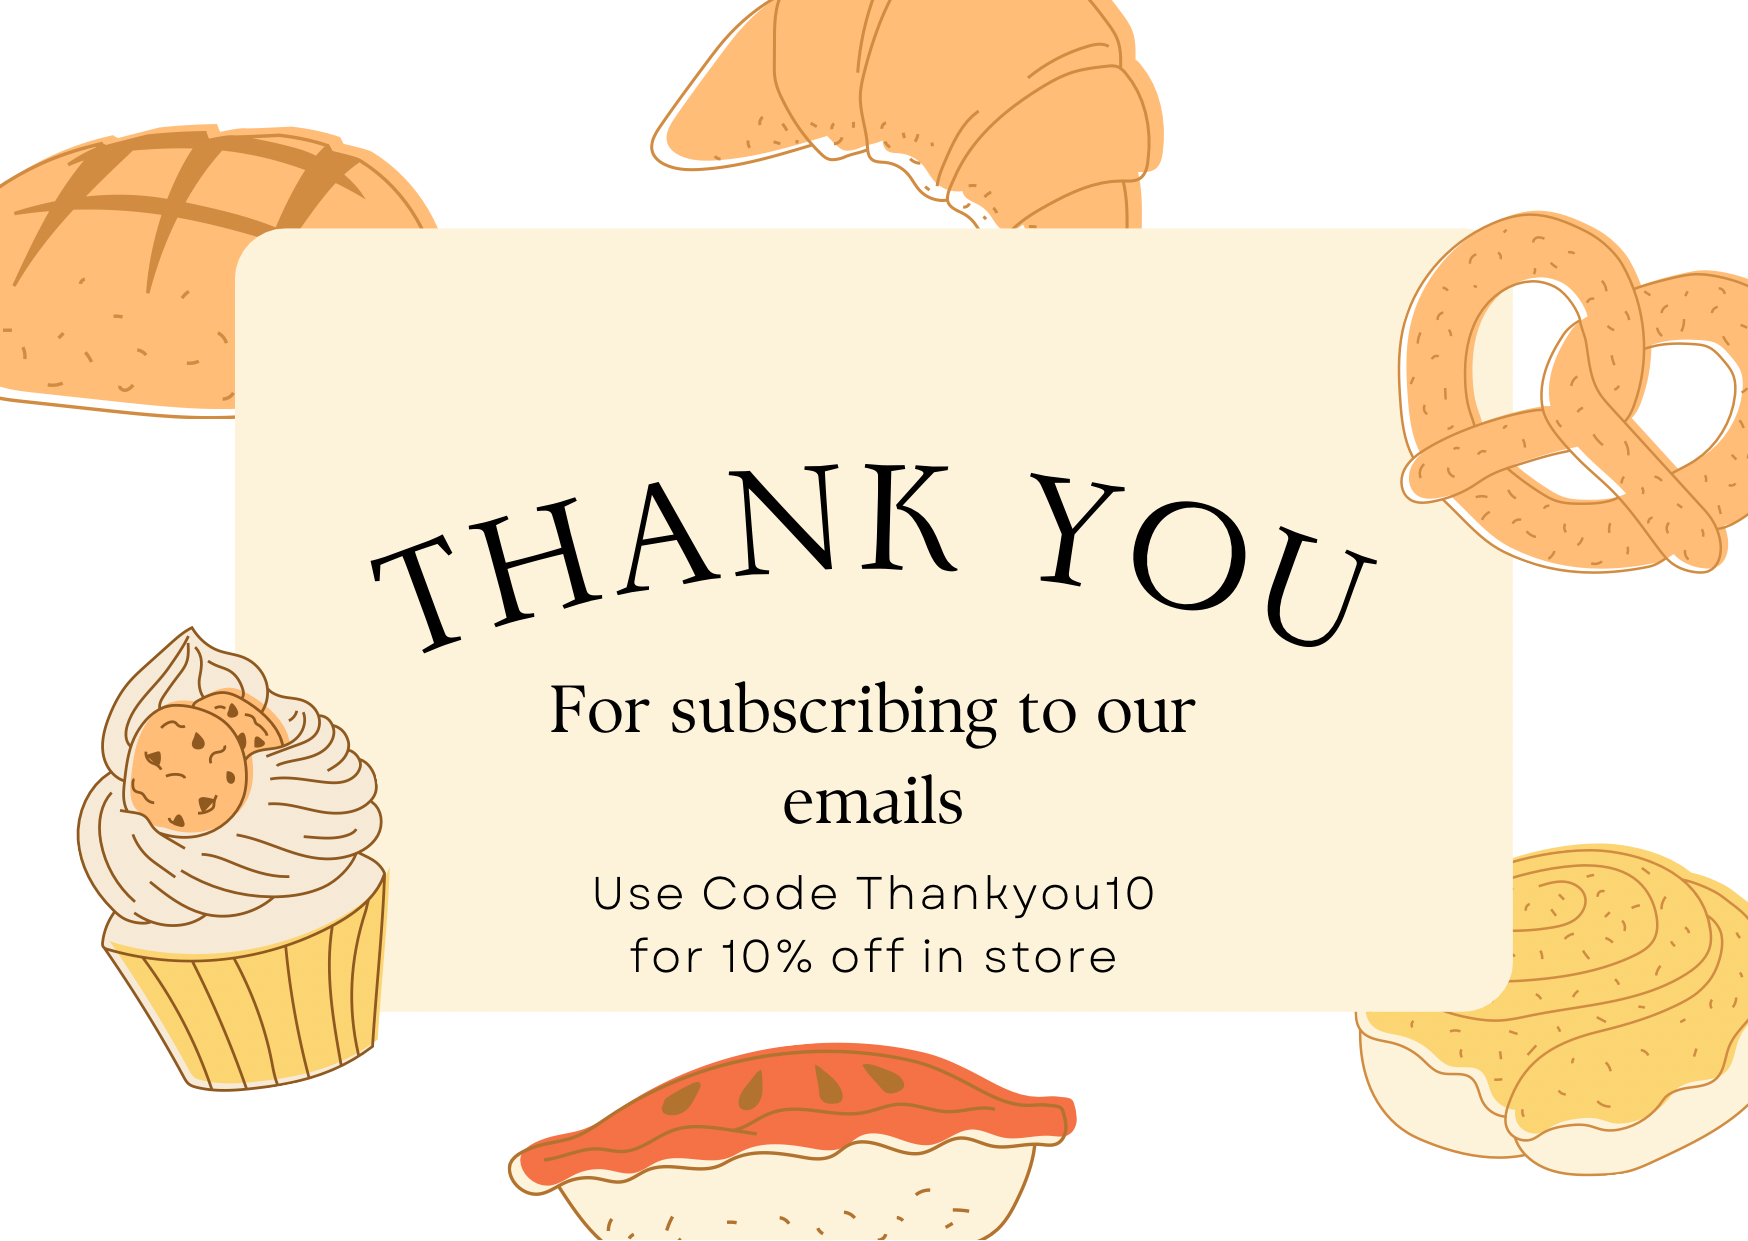 THANK YOU
For subscribing to our
emails
Use Code Thankyou10
for 10% off in store